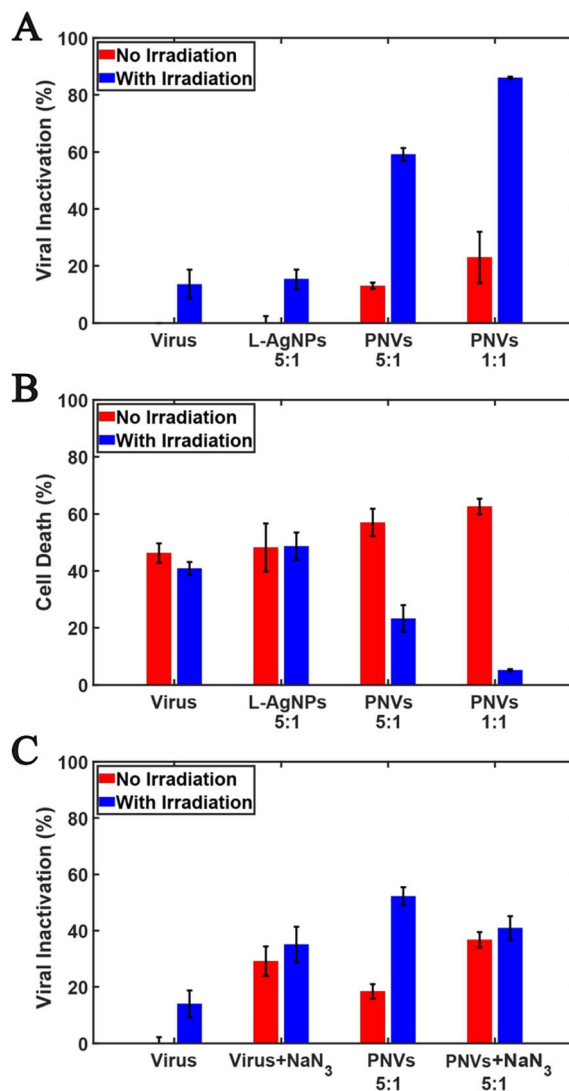 A
100
80
60
40
20
0
Viral Inactivation (%)
No Irradiation
With Irradiation
Virus
L-AgNPs
5:1
PNVs
5:1
PNVs
1:1
B
100
80
60
40
20
0
Cell Death (%)
No Irradiation
With Irradiation
Virus
L-AgNPs
5:1
PNVs
5:1
PNVs
1:1
C
100
80
60
40
20
0
Viral Inactivation (%)
No Irradiation
With Irradiation
Virus
Virus+NaN₃
PNVs
5:1
PNVs+NaN₃
5:1